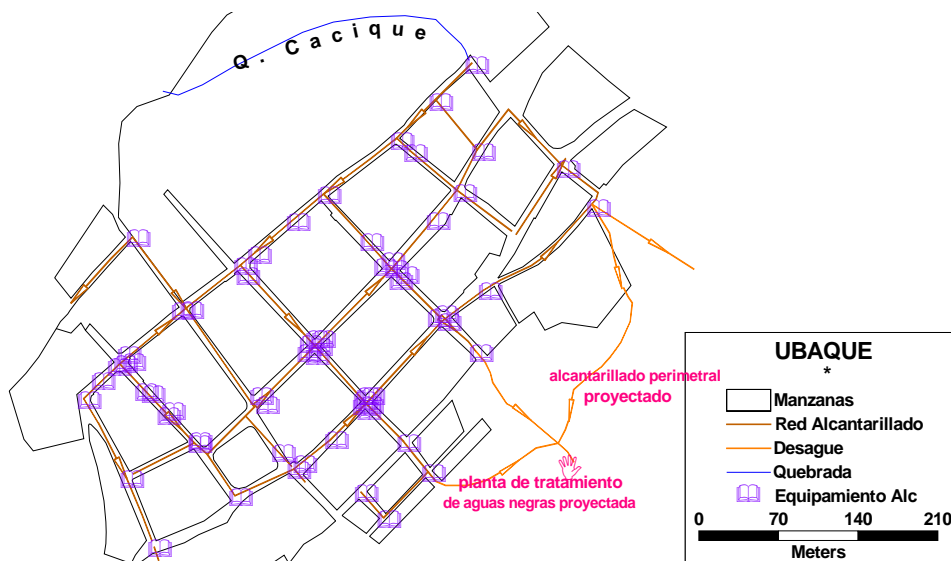 Q. Cacique
alcantarillado perimetral
proyectado
planta de tratamiento
de aguas negras proyectada
UBAQUE
*
Manzanas
Red Alcantarillado
Desague
Quebrada
Equipamiento Alc
0 70 140 210
Meters